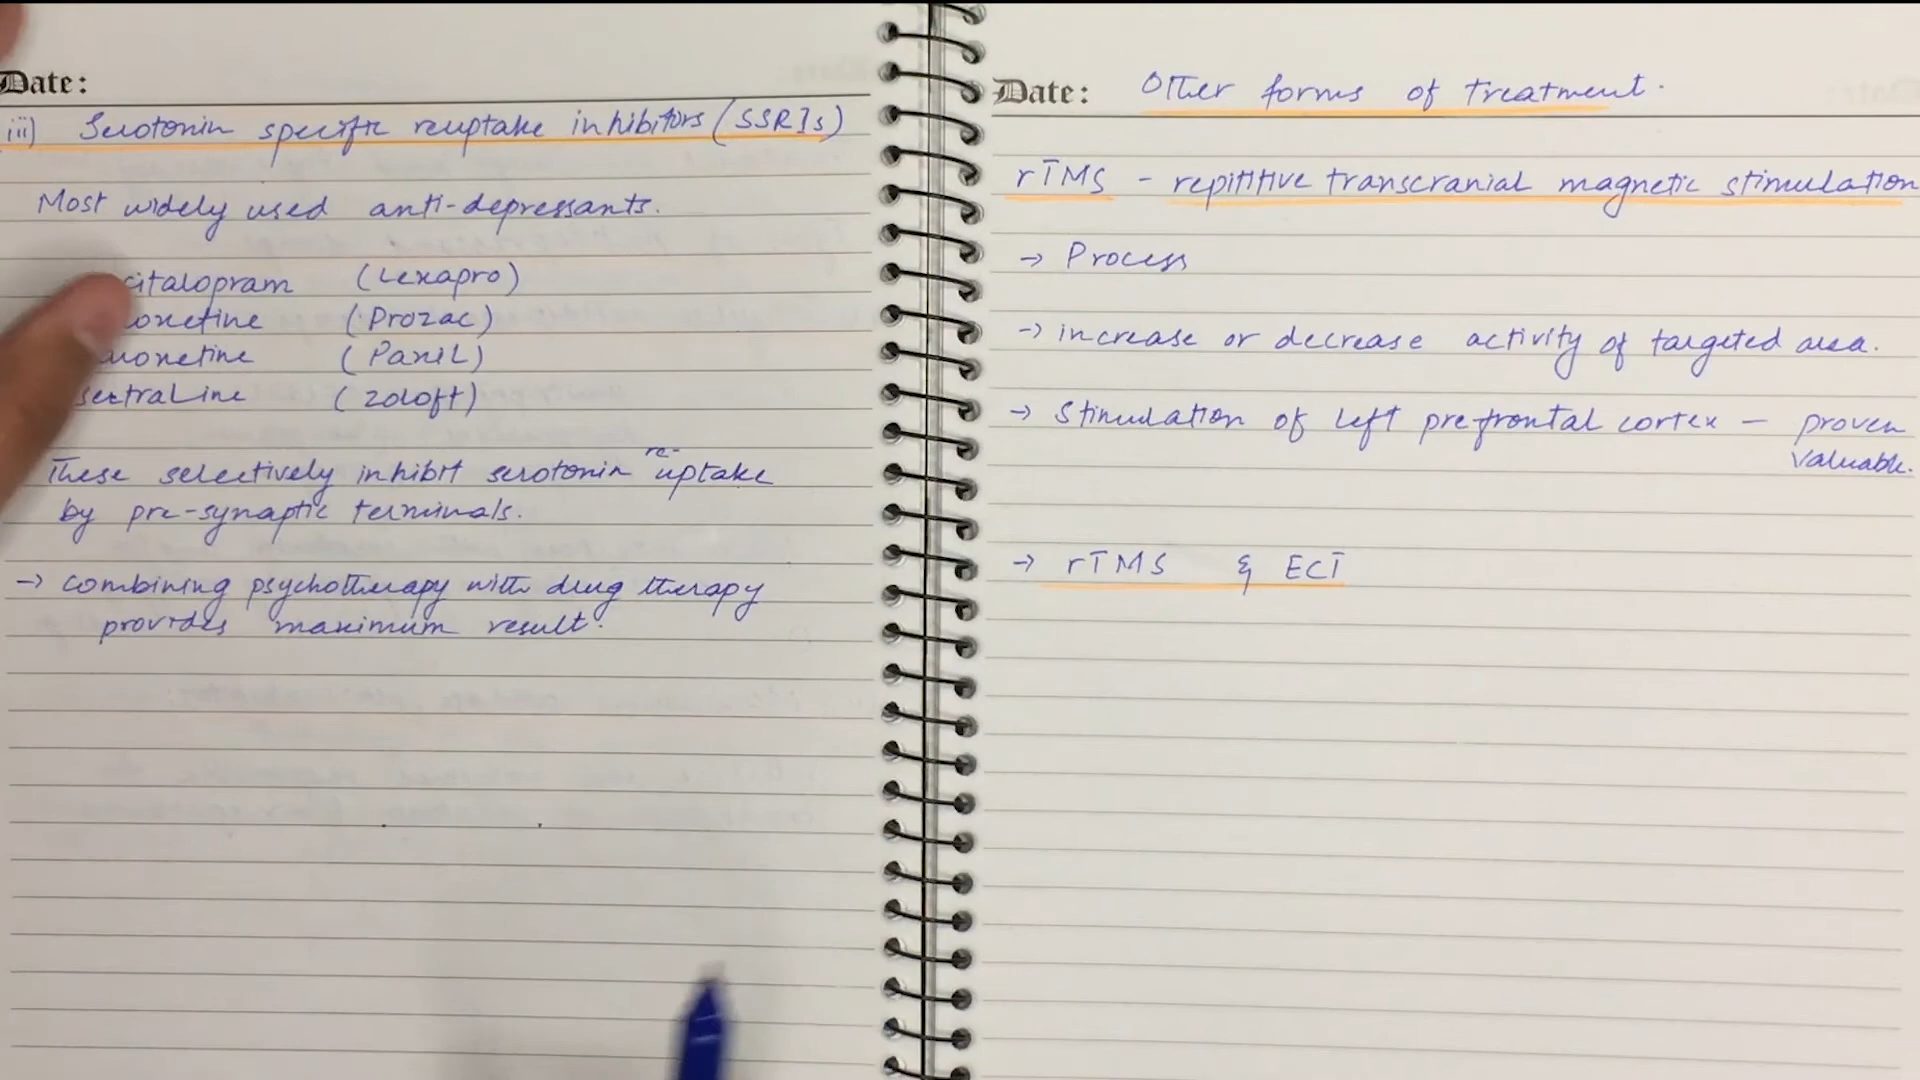 Date:
iii) Serotonin specific reuptake inhibitors (SSRIs)
Most widely used anti-depressants.
citalopram (Lexapro)
(Prozac)
(Paxil)
sertraline (zoloft)
These selectively inhibit serotonin re-uptake
by pre-synaptic terminals.
→ combining psychotherapy with drug therapy
provides maximum result.
Date: Other forms of treatment.
rTMS - repititive transcranial magnetic stimulation
→ Process
→ increase or decrease activity of targeted area.
→ stimulation of left prefrontal cortex - proven
valuable.
→ rTMS & ECT